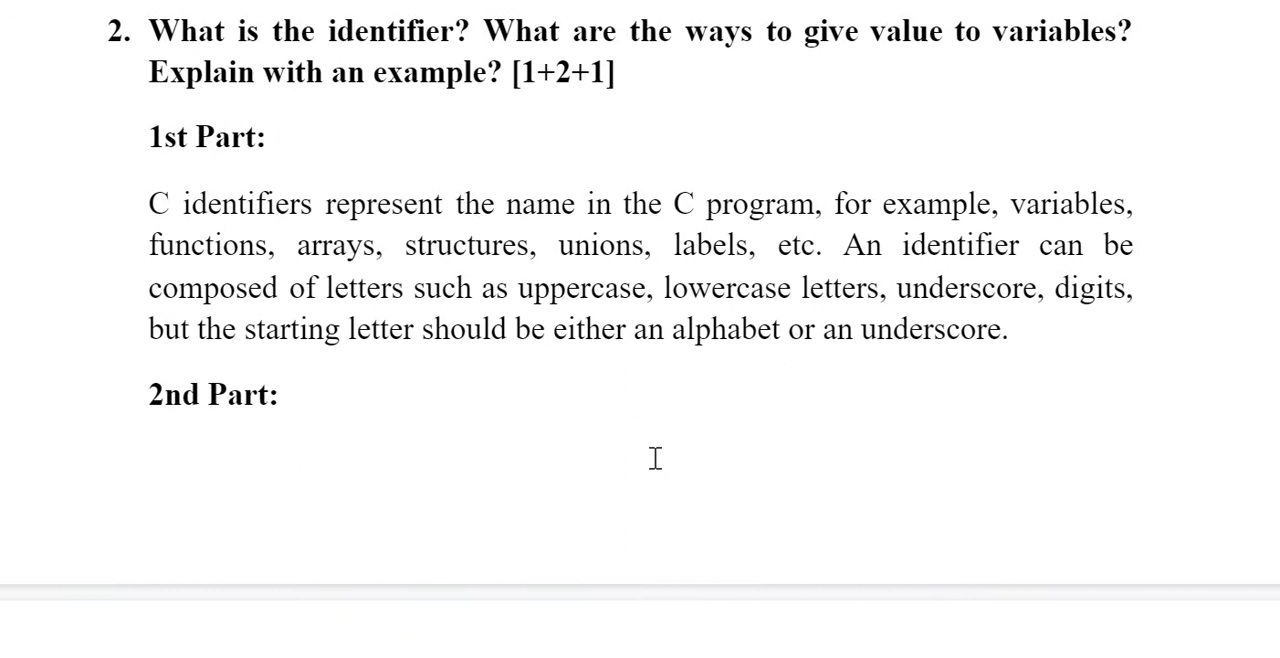 2. What is the identifier? What are the ways to give value to variables?
Explain with an example? [1+2+1]
1st Part:
C identifiers represent the name in the C program, for example, variables,
functions, arrays, structures, unions, labels, etc. An identifier can be
composed of letters such as uppercase, lowercase letters, underscore, digits,
but the starting letter should be either an alphabet or an underscore.
2nd Part: